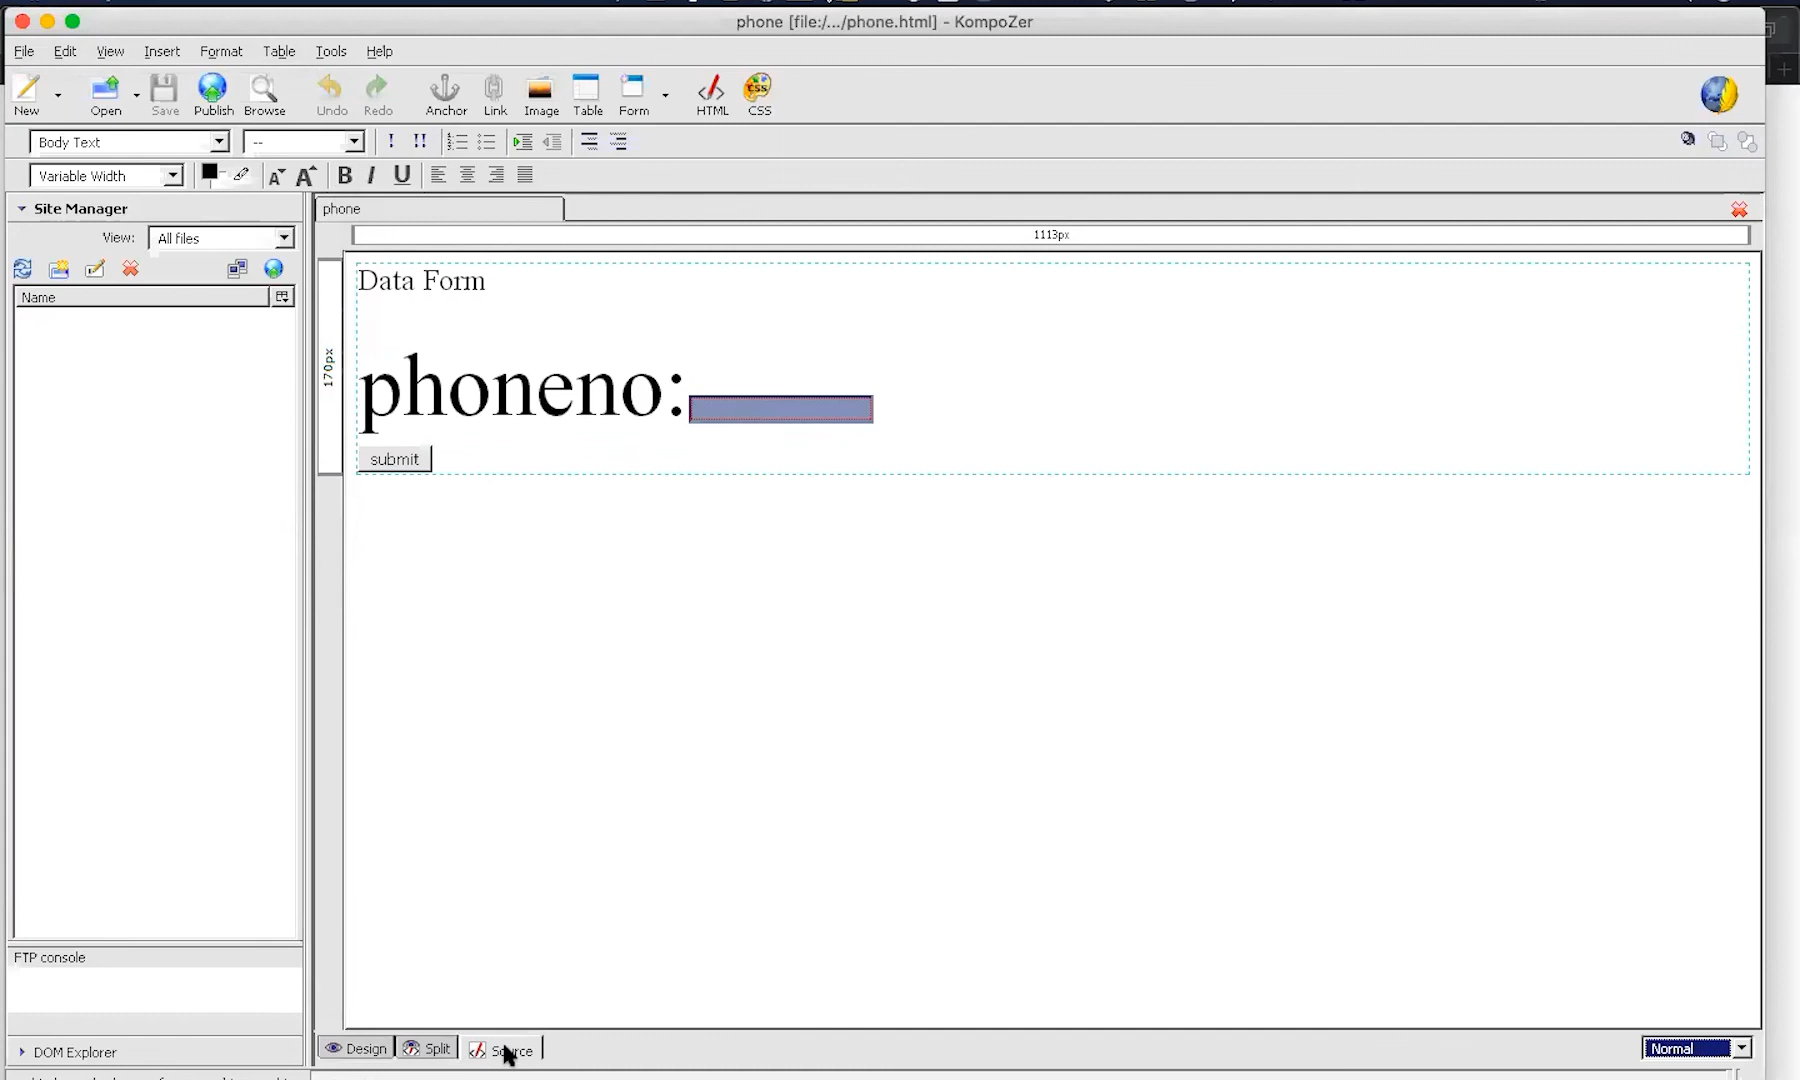 phone [file:/.../phone.html] - KompoZer
File Edit View Insert Format Table Tools Help
New Open Save Publish Browse Undo Redo Anchor Link Image Table Form HTML CSS
Body Text -- ! !!
Variable Width A A B I U
Site Manager
phone
View: All files
1113px
Name
170px
Data Form
phoneno:
submit
FTP console
DOM Explorer
Design Split Source
Normal